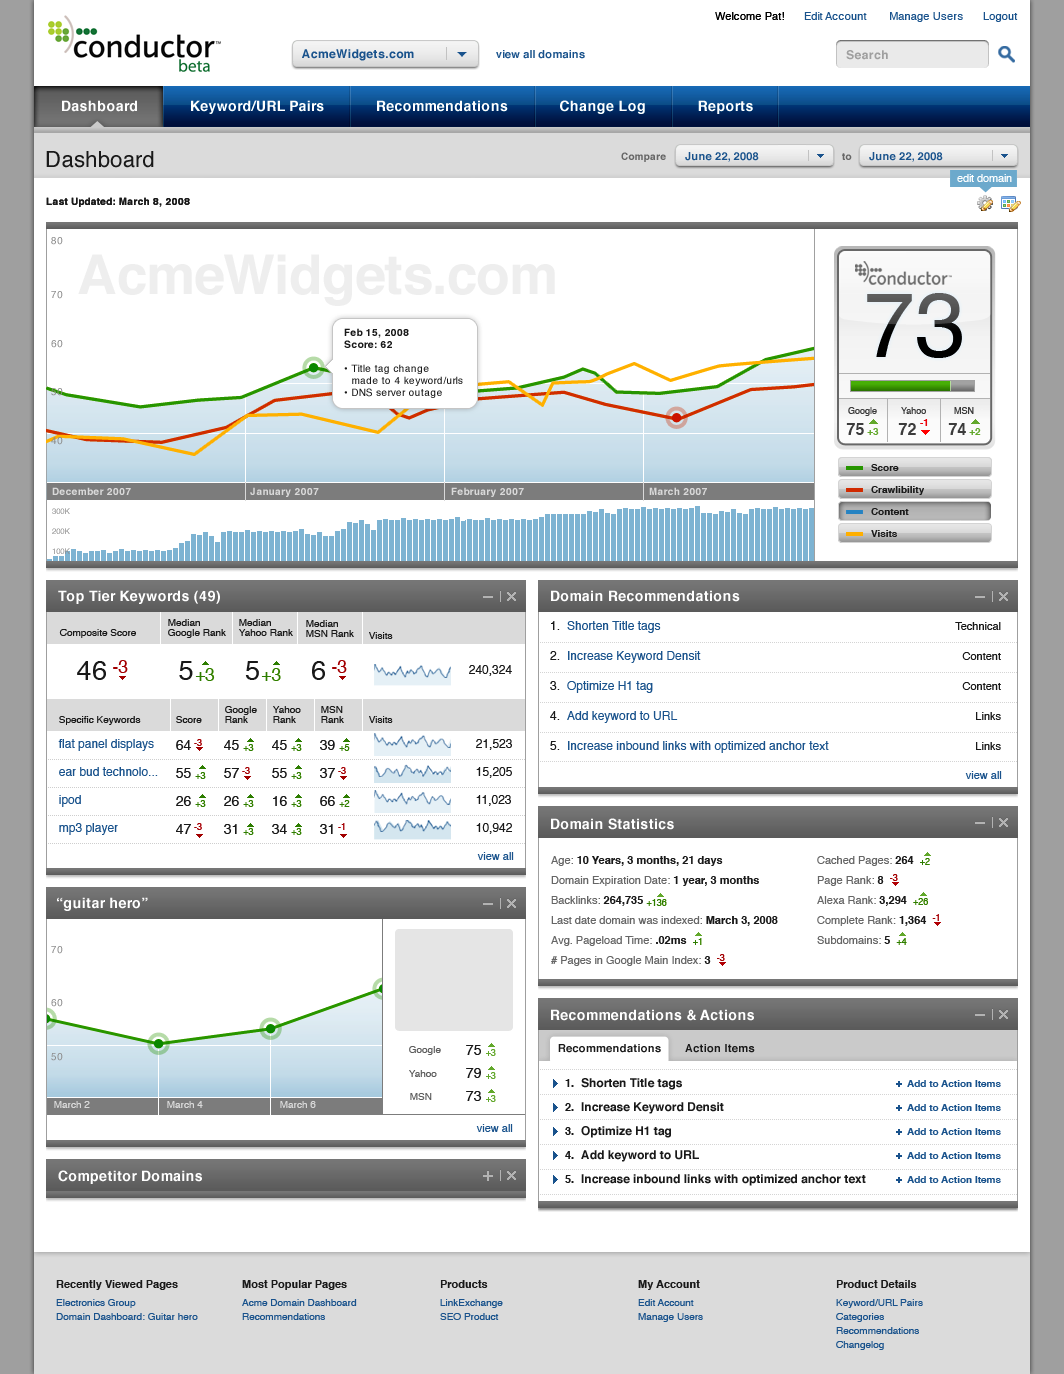 Welcome Pat!
Edit Account
Manage Users
Logout
conductor™
beta
AcmeWidgets.com
view all domains
Search
Dashboard
Keyword/URL Pairs
Recommendations
Change Log
Reports
Dashboard
Compare
June 22, 2008
to
June 22, 2008
edit domain
Last Updated: March 8, 2008
AcmeWidgets.com
80
70
60
50
40
Feb 15, 2008
Score: 62
• Title tag change
made to 4 keyword/urls
• DNS server outage
December 2007
January 2007
February 2007
March 2007
300K
200K
100K
conductor™
73
Google
75 +3
Yahoo
72 -1
MSN
74 +2
Score
Crawlibility
Content
Visits
Top Tier Keywords (49)
Composite Score
Median
Google Rank
Median
Yahoo Rank
Median
MSN Rank
Visits
46 -3 5 +3 5 +3 6 -3 240,324
Specific Keywords
Score
Google
Rank
Yahoo
Rank
MSN
Rank
Visits
flat panel displays 64 -3 45 +3 45 +3 39 +5 21,523
ear bud technolo... 55 +3 57 -3 55 +3 37 -3 15,205
ipod 26 +3 26 +3 16 +3 66 +2 11,023
mp3 player 47 -3 31 +3 34 +3 31 -1 10,942
view all
Domain Recommendations
1. Shorten Title tags Technical
2. Increase Keyword Densit Content
3. Optimize H1 tag Content
4. Add keyword to URL Links
5. Increase inbound links with optimized anchor text Links
view all
Domain Statistics
Age: 10 Years, 3 months, 21 days
Domain Expiration Date: 1 year, 3 months
Backlinks: 264,735 +136
Last date domain was indexed: March 3, 2008
Avg. Pageload Time: .02ms +1
# Pages in Google Main Index: 3 -3
Cached Pages: 264 +2
Page Rank: 8 -3
Alexa Rank: 3,294 +26
Complete Rank: 1,364 -1
Subdomains: 5 +4
“guitar hero”
70
60
50
March 2
March 4
March 6
Google 75 +3
Yahoo 79 +3
MSN 73 +3
view all
Competitor Domains
Recommendations & Actions
Recommendations
Action Items
1. Shorten Title tags + Add to Action Items
2. Increase Keyword Densit + Add to Action Items
3. Optimize H1 tag + Add to Action Items
4. Add keyword to URL + Add to Action Items
5. Increase inbound links with optimized anchor text + Add to Action Items
Recently Viewed Pages
Electronics Group
Domain Dashboard: Guitar hero
Most Popular Pages
Acme Domain Dashboard
Recommendations
Products
LinkExchange
SEO Product
My Account
Edit Account
Manage Users
Product Details
Keyword/URL Pairs
Categories
Recommendations
Changelog